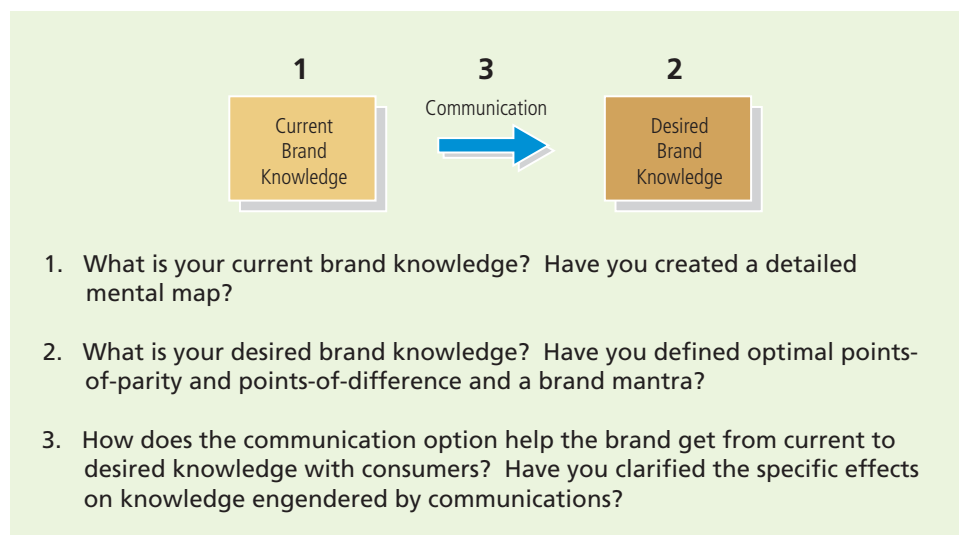 1 3 2
Communication
Current
Brand
Knowledge
Desired
Brand
Knowledge
1. What is your current brand knowledge? Have you created a detailed
mental map?
2. What is your desired brand knowledge? Have you defined optimal points-
of-parity and points-of-difference and a brand mantra?
3. How does the communication option help the brand get from current to
desired knowledge with consumers? Have you clarified the specific effects
on knowledge engendered by communications?